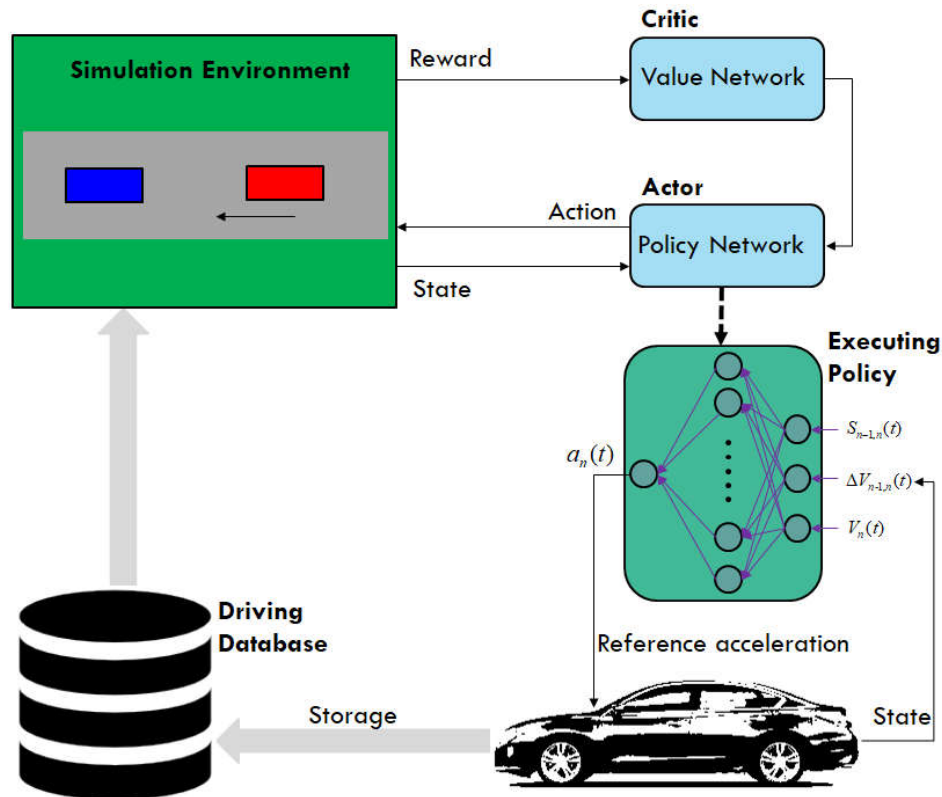 Critic
Simulation Environment
Reward
Value Network
Actor
Action
Policy Network
State
Executing
Policy
S_{n-1,n}(t)
a_n(t)
ΔV_{n-1,n}(t)
V_n(t)
Driving
Database
Reference acceleration
Storage
State